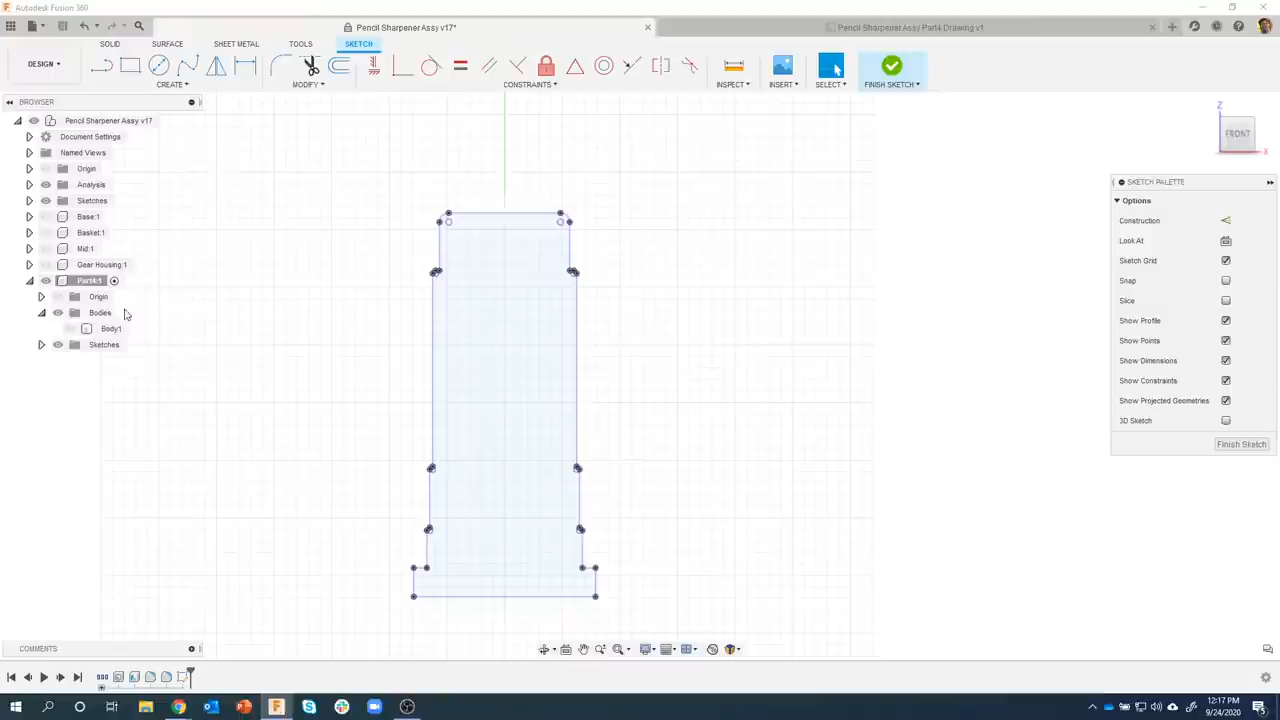 Autodesk Fusion 360
Pencil Sharpener Assy v17*
Pencil Sharpener Assy Part4 Drawing v1
SOLID SURFACE SHEET METAL TOOLS SKETCH
DESIGN
CREATE MODIFY CONSTRAINTS INSPECT INSERT SELECT FINISH SKETCH
BROWSER
Pencil Sharpener Assy v17
Document Settings
Named Views
Origin
Analysis
Sketches
Base:1
Basket:1
Mid:1
Gear Housing:1
Part4:1
Origin
Bodies
Body1
Sketches
Z
FRONT
X
SKETCH PALETTE
Options
Construction
Look At
Sketch Grid
Snap
Slice
Show Profile
Show Points
Show Dimensions
Show Constraints
Show Projected Geometries
3D Sketch
Finish Sketch
COMMENTS
12:17 PM
9/24/2020